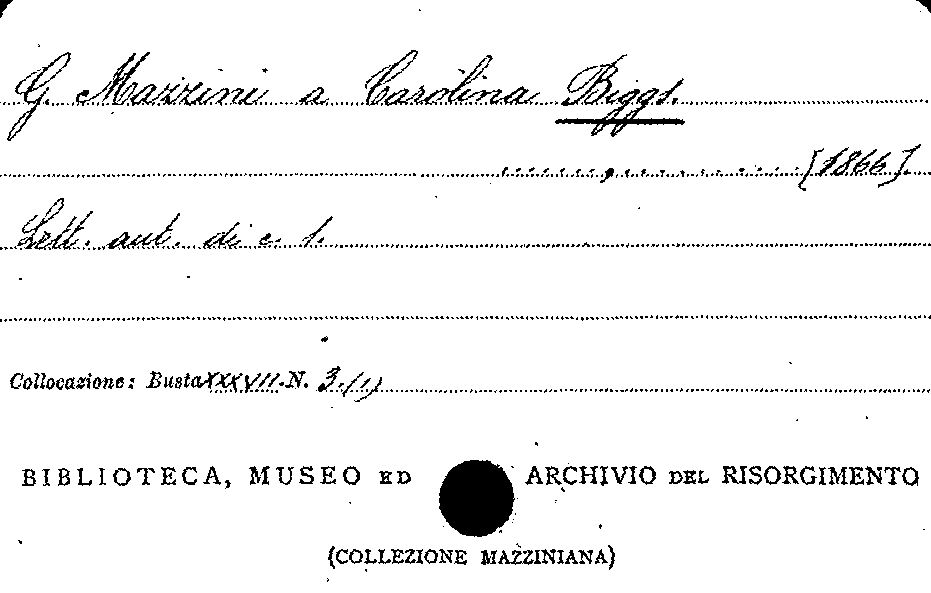 G. Mazzini a Carolina Biggs.
........,.......... [1866].
Lett. aut. di c. 1.
Collocazione: Busta XXXVII. N. 3./1)
BIBLIOTECA, MUSEO ED ARCHIVIO DEL RISORGIMENTO
(COLLEZIONE MAZZINIANA)